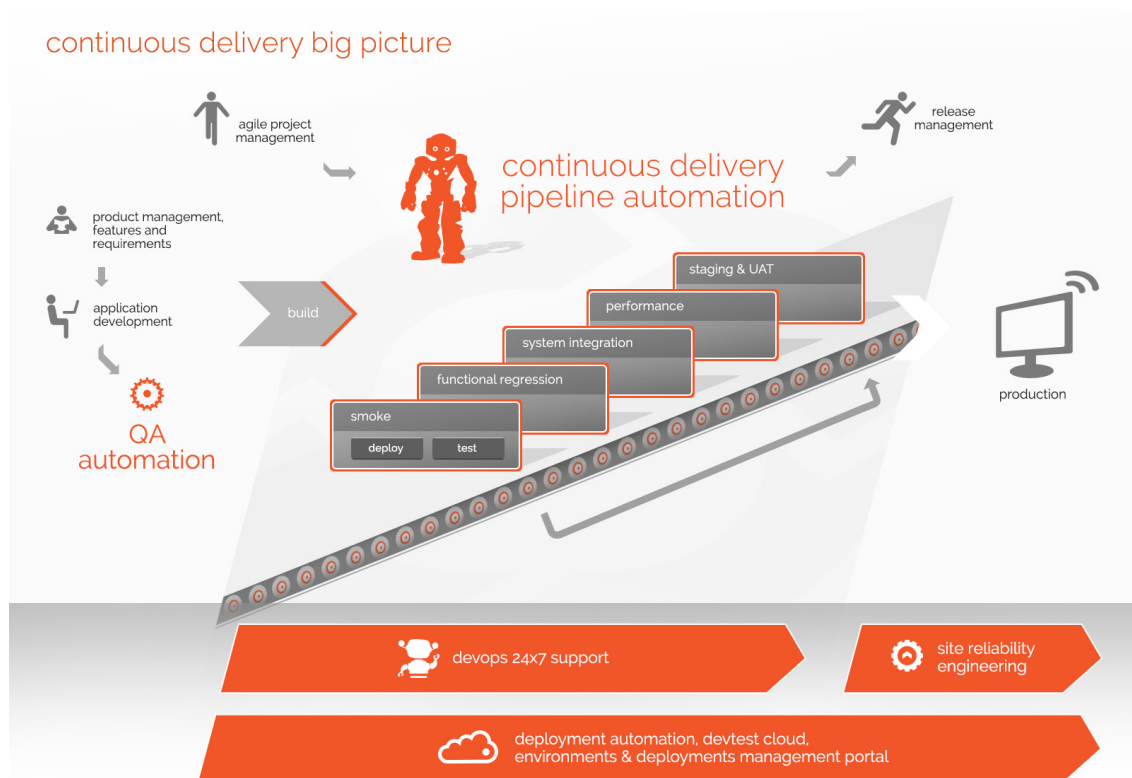 continuous delivery big picture
agile project
management
release
management
continuous delivery
pipeline automation
product management,
features and
requirements
application
development
QA
automation
build
staging & UAT
performance
system integration
functional regression
smoke
deploy
test
production
devops 24x7 support
site reliability
engineering
deployment automation, devtest cloud,
environments & deployments management portal